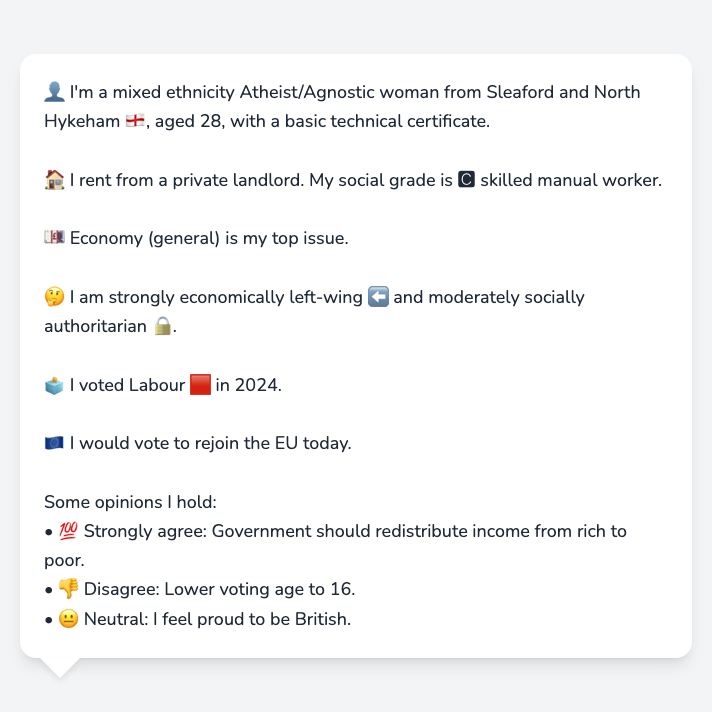 👤 I'm a mixed ethnicity Atheist/Agnostic woman from Sleaford and North
Hykeham 🏴󠁧󠁢󠁥󠁮󠁧󠁿, aged 28, with a basic technical certificate.
🏠 I rent from a private landlord. My social grade is C skilled manual worker.
💷 Economy (general) is my top issue.
🤔 I am strongly economically left-wing ⬅️ and moderately socially
authoritarian 🔒.
🗳️ I voted Labour 🟥 in 2024.
🇪🇺 I would vote to rejoin the EU today.
Some opinions I hold:
• 💯 Strongly agree: Government should redistribute income from rich to
poor.
• 👎 Disagree: Lower voting age to 16.
• 😐 Neutral: I feel proud to be British.